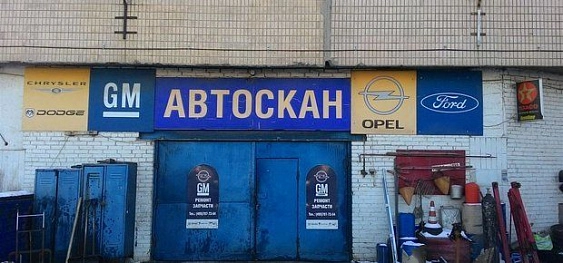 CHRYSLER
DODGE
GM
АВТОСКАН
OPEL
Ford
GM
РЕМОНТ
ЗАПЧАСТИ
GM
РЕМОНТ
ЗАПЧАСТИ